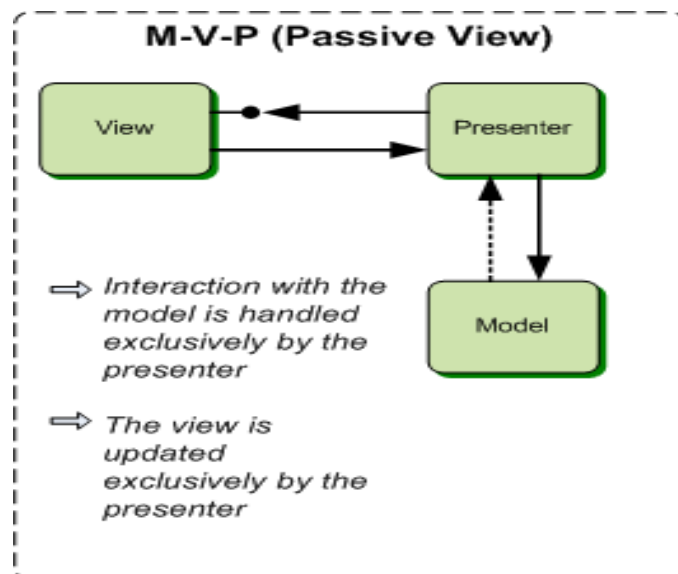 M-V-P (Passive View)
View
Presenter
Model
Interaction with the
model is handled
exclusively by the
presenter
The view is
updated
exclusively by the
presenter